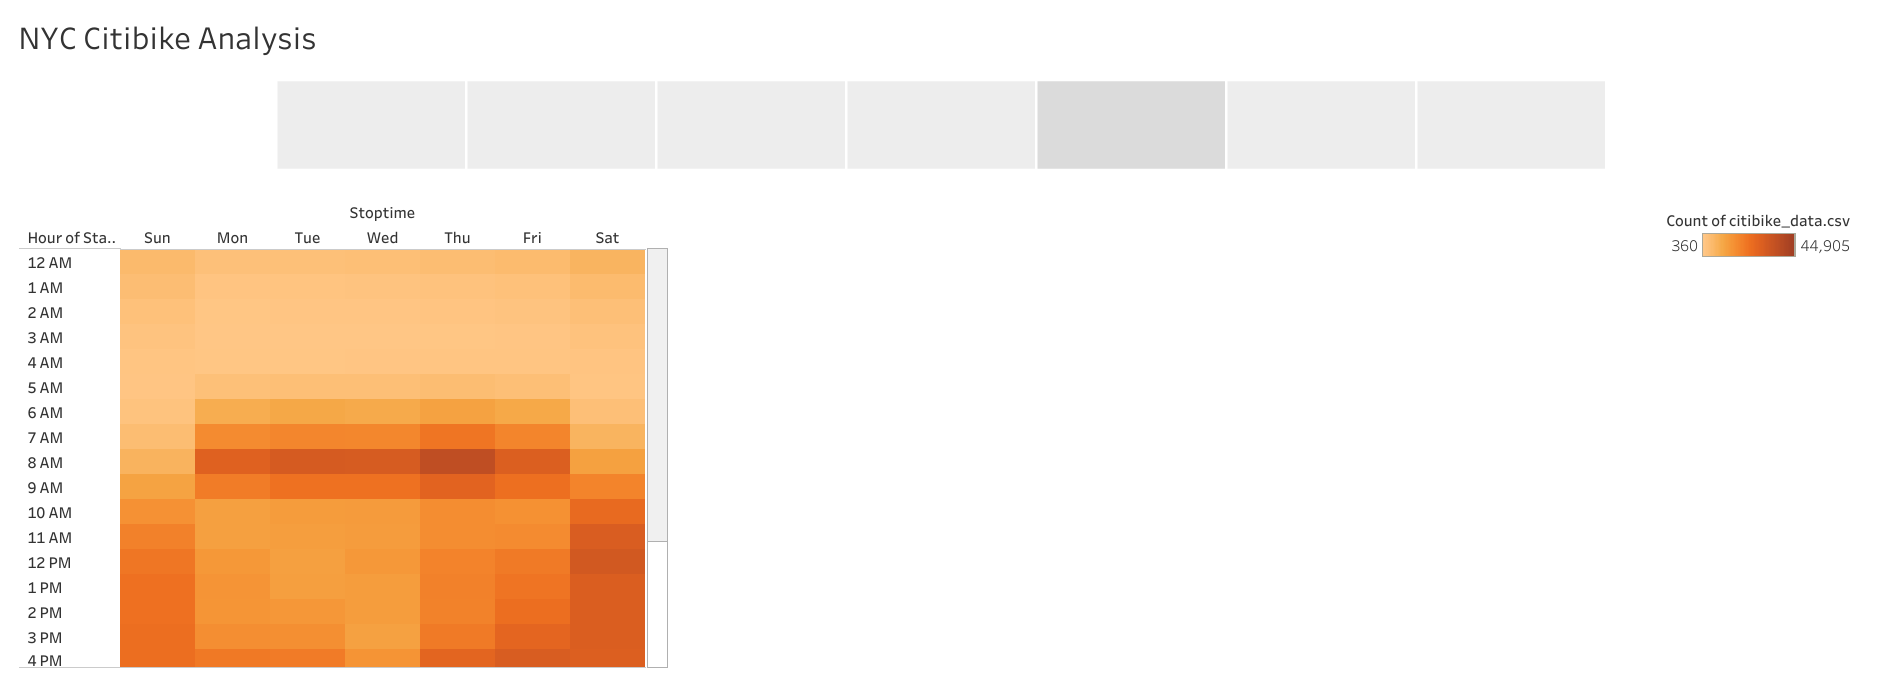 NYC Citibike Analysis
Stoptime
Hour of Sta.. Sun Mon Tue Wed Thu Fri Sat
Count of citibike_data.csv
360 44,905
12 AM
1 AM
2 AM
3 AM
4 AM
5 AM
6 AM
7 AM
8 AM
9 AM
10 AM
11 AM
12 PM
1 PM
2 PM
3 PM
4 PM